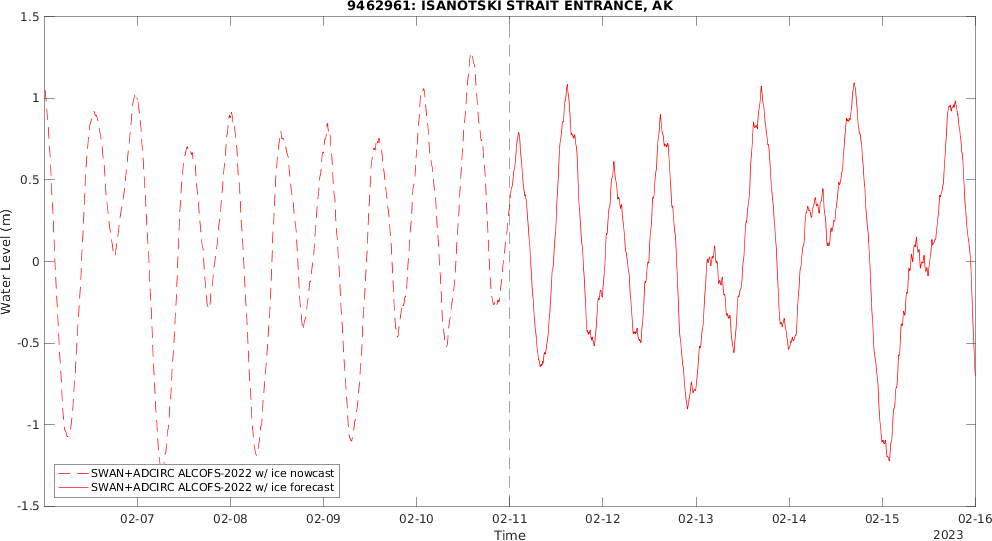 9462961: ISANOTSKI STRAIT ENTRANCE, AK
1.5
1
0.5
0
-0.5
-1
-1.5
Water Level (m)
SWAN+ADCIRC ALCOFS-2022 w/ ice nowcast
SWAN+ADCIRC ALCOFS-2022 w/ ice forecast
02-07 02-08 02-09 02-10 02-11 02-12 02-13 02-14 02-15 02-16
Time
2023